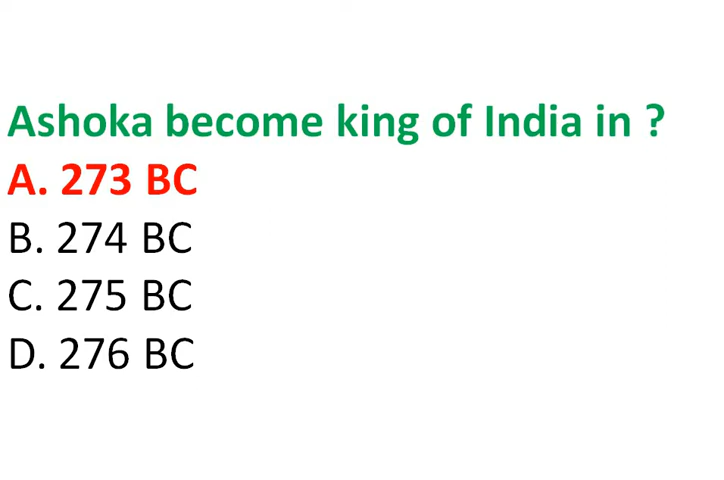 Ashoka become king of India in ?
A. 273 BC
B. 274 BC
C. 275 BC
D. 276 BC